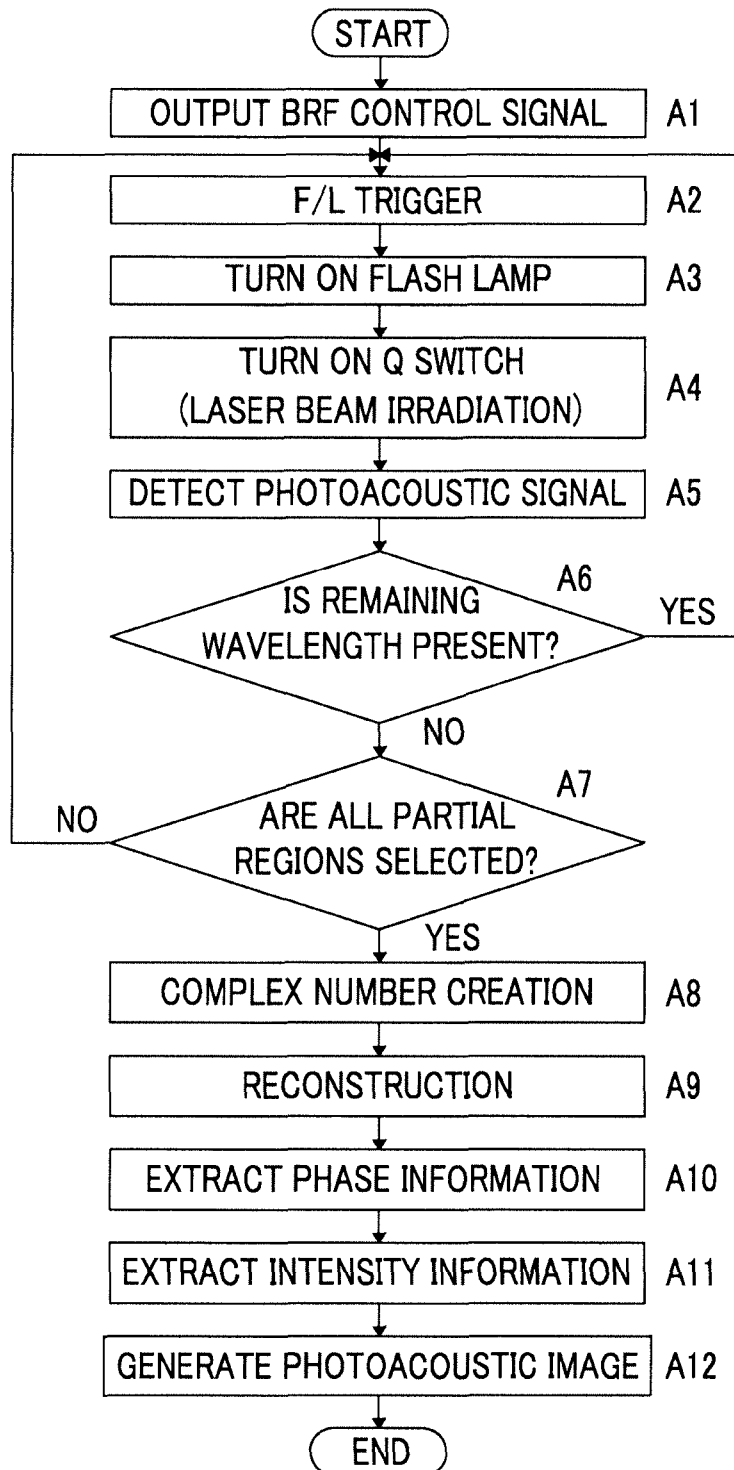 START
OUTPUT BRF CONTROL SIGNAL A1
F/L TRIGGER A2
TURN ON FLASH LAMP A3
TURN ON Q SWITCH
(LASER BEAM IRRADIATION) A4
DETECT PHOTOACOUSTIC SIGNAL A5
A6
IS REMAINING
WAVELENGTH PRESENT?
YES
NO
A7
ARE ALL PARTIAL
REGIONS SELECTED?
NO
YES
COMPLEX NUMBER CREATION A8
RECONSTRUCTION A9
EXTRACT PHASE INFORMATION A10
EXTRACT INTENSITY INFORMATION A11
GENERATE PHOTOACOUSTIC IMAGE A12
END